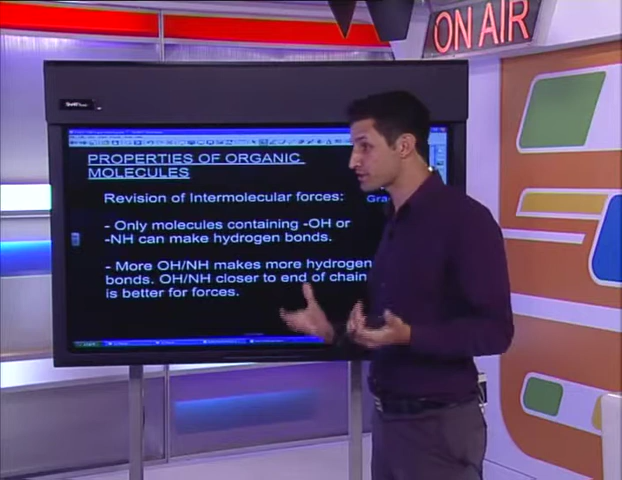 ON AIR
PROPERTIES OF ORGANIC
MOLECULES
Revision of Intermolecular forces:
Gra
- Only molecules containing -OH or
-NH can make hydrogen bonds.
- More OH/NH makes more hydrogen
bonds. OH/NH closer to end of chain
is better for forces.